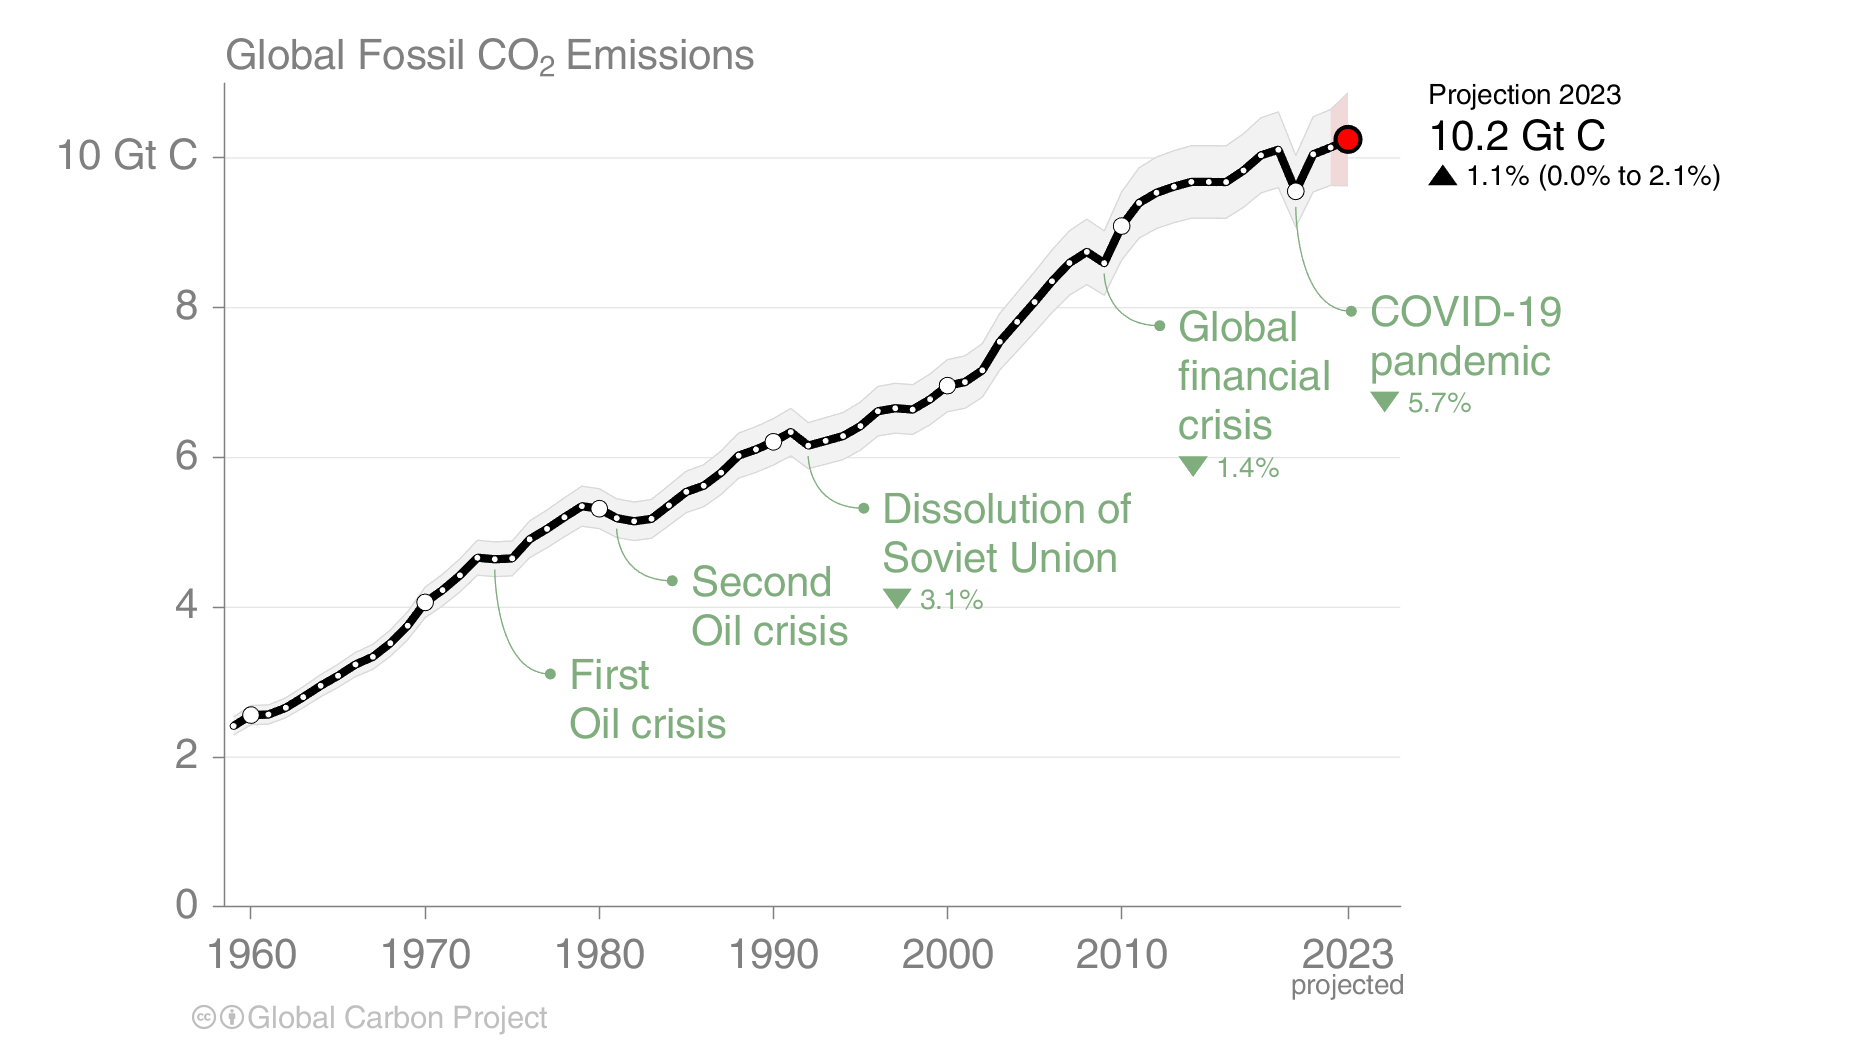 Global Fossil CO₂ Emissions
Projection 2023
10.2 Gt C
▲ 1.1% (0.0% to 2.1%)
10 Gt C
8
6
4
2
0
COVID-19
pandemic
▼ 5.7%
Global
financial
crisis
▼ 1.4%
Dissolution of
Soviet Union
▼ 3.1%
Second
Oil crisis
First
Oil crisis
1960 1970 1980 1990 2000 2010 2023
projected
cc Global Carbon Project